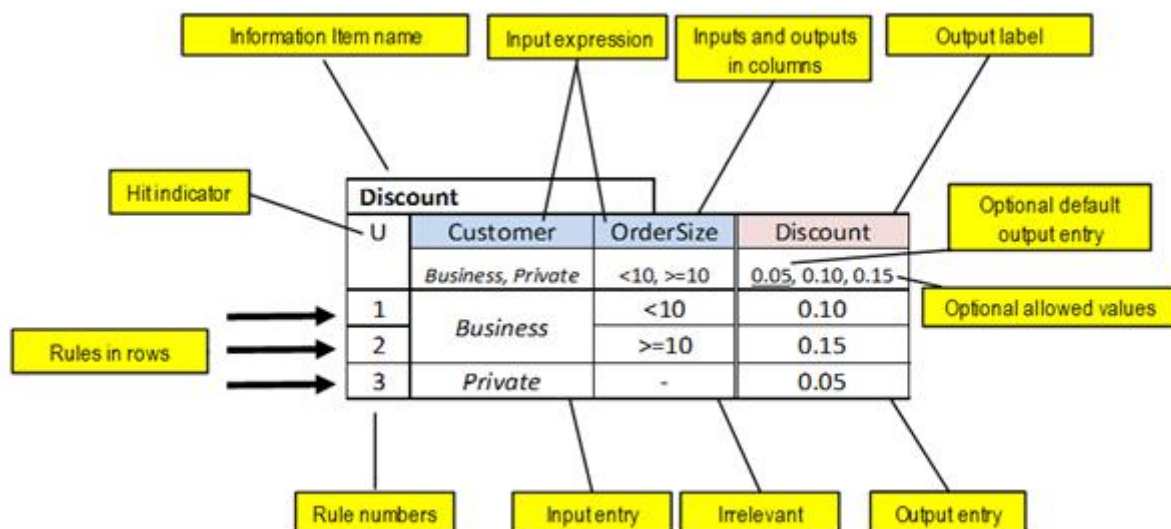 Information Item name
Input expression
Inputs and outputs
in columns
Output label
Hit indicator
Discount
Optional default
output entry
U
Customer
OrderSize
Discount
Business, Private
<10, >=10
0.05, 0.10, 0.15
Optional allowed values
Rules in rows
1
Business
<10
0.10
2
>=10
0.15
3
Private
-
0.05
Rule numbers
Input entry
Irrelevant
Output entry